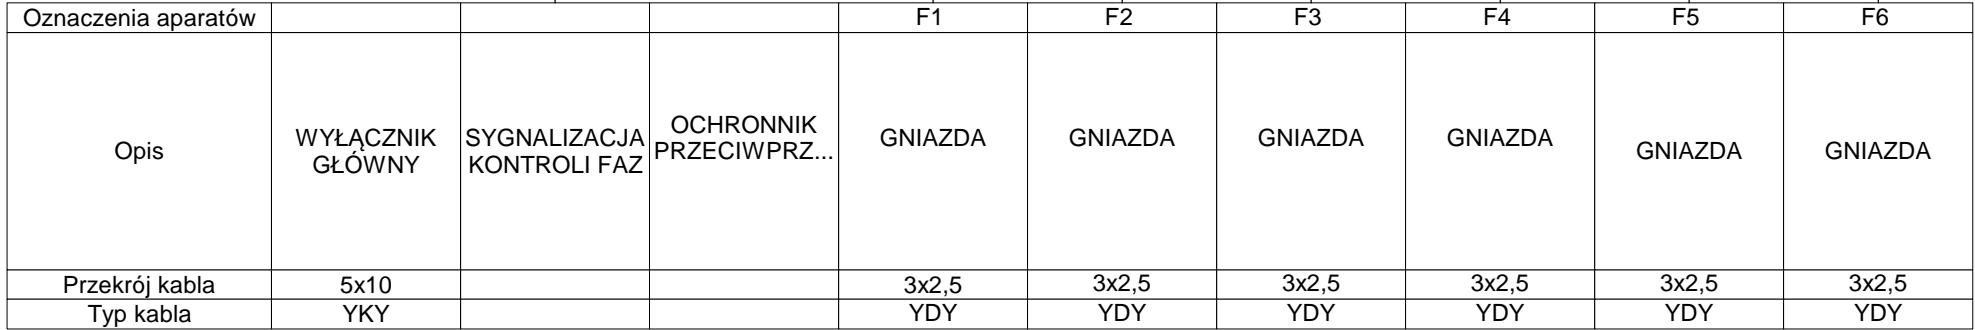 Oznaczenia aparatów F1 F2 F3 F4 F5 F6
Opis
WYŁĄCZNIK
GŁÓWNY
SYGNALIZACJA
KONTROLI FAZ
OCHRONNIK
PRZECIWPRZ...
GNIAZDA
GNIAZDA
GNIAZDA
GNIAZDA
GNIAZDA
GNIAZDA
Przekrój kabla 5x10 3x2,5 3x2,5 3x2,5 3x2,5 3x2,5 3x2,5
Typ kabla YKY YDY YDY YDY YDY YDY YDY